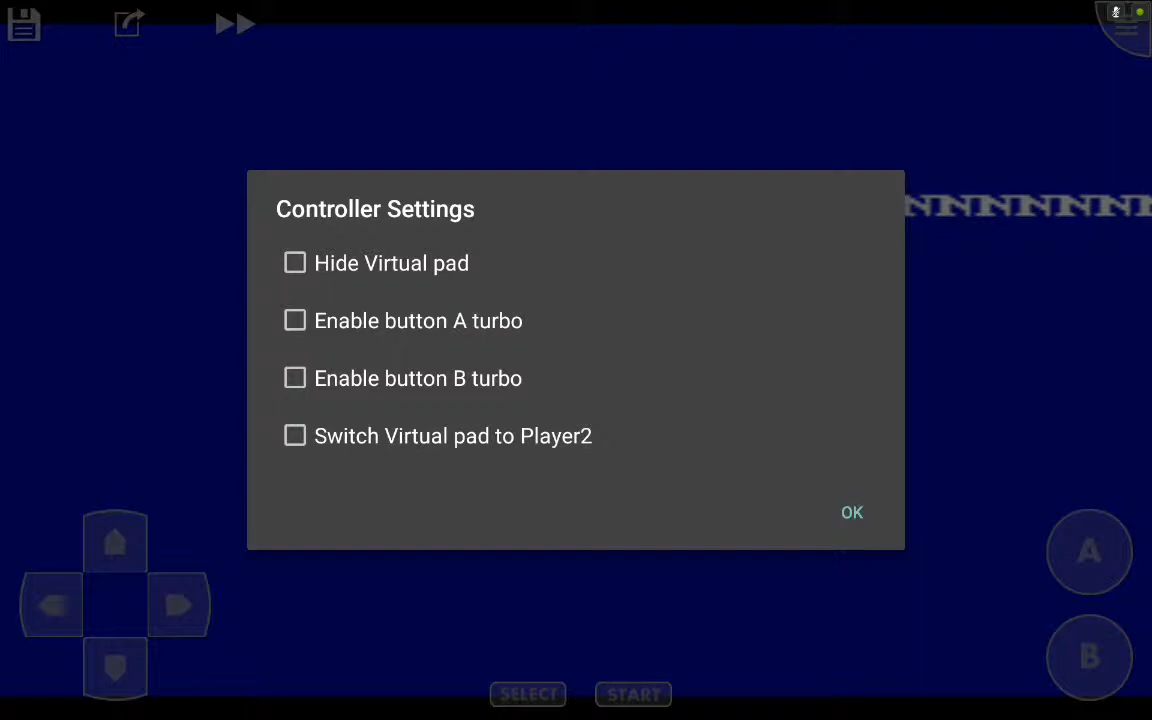 NNNNNNN
Controller Settings
Hide Virtual pad
Enable button A turbo
Enable button B turbo
Switch Virtual pad to Player2
OK
A
B
SELECT
START